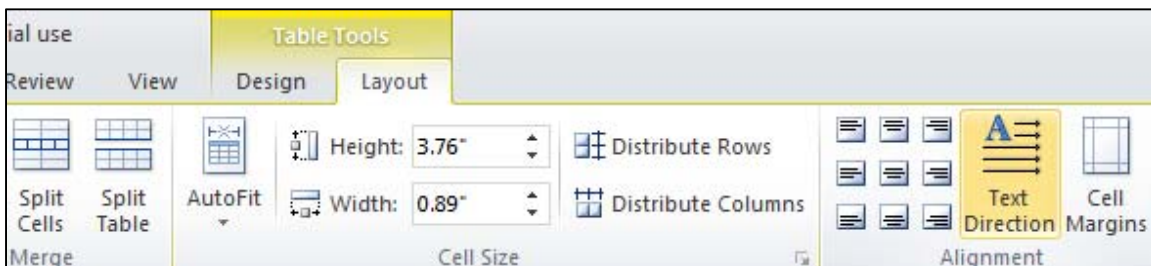 ial use
Table Tools
Review View Design Layout
Split Cells
Split Table
AutoFit
Height: 3.76"
Width: 0.89"
Distribute Rows
Distribute Columns
A
Text Direction
Cell Margins
Merge
Cell Size
Alignment